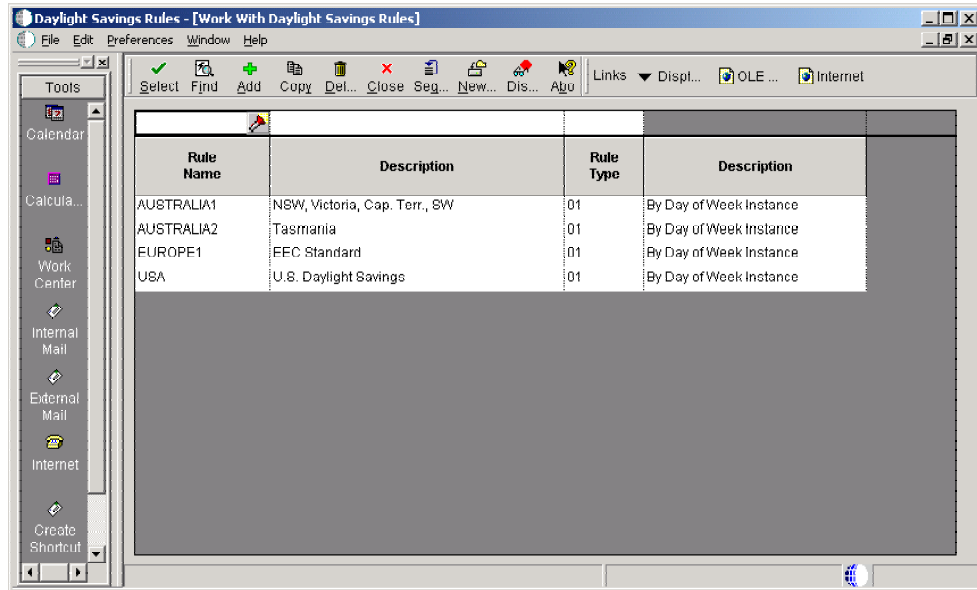 Daylight Savings Rules - [Work With Daylight Savings Rules]
File Edit Preferences Window Help
Tools
Select Find Add Copy Del... Close Seq... New... Dis... Abo Links Displ... OLE ... Internet
Calendar
Calcula...
Work
Center
Internal
Mail
External
Mail
Internet
Create
Shortcut
Rule
Name
Description
Rule
Type
Description
AUSTRALIA1 NSW, Victoria, Cap. Terr., SW 01 By Day of Week Instance
AUSTRALIA2 Tasmania 01 By Day of Week Instance
EUROPE1 EEC Standard 01 By Day of Week Instance
USA U.S. Daylight Savings 01 By Day of Week Instance